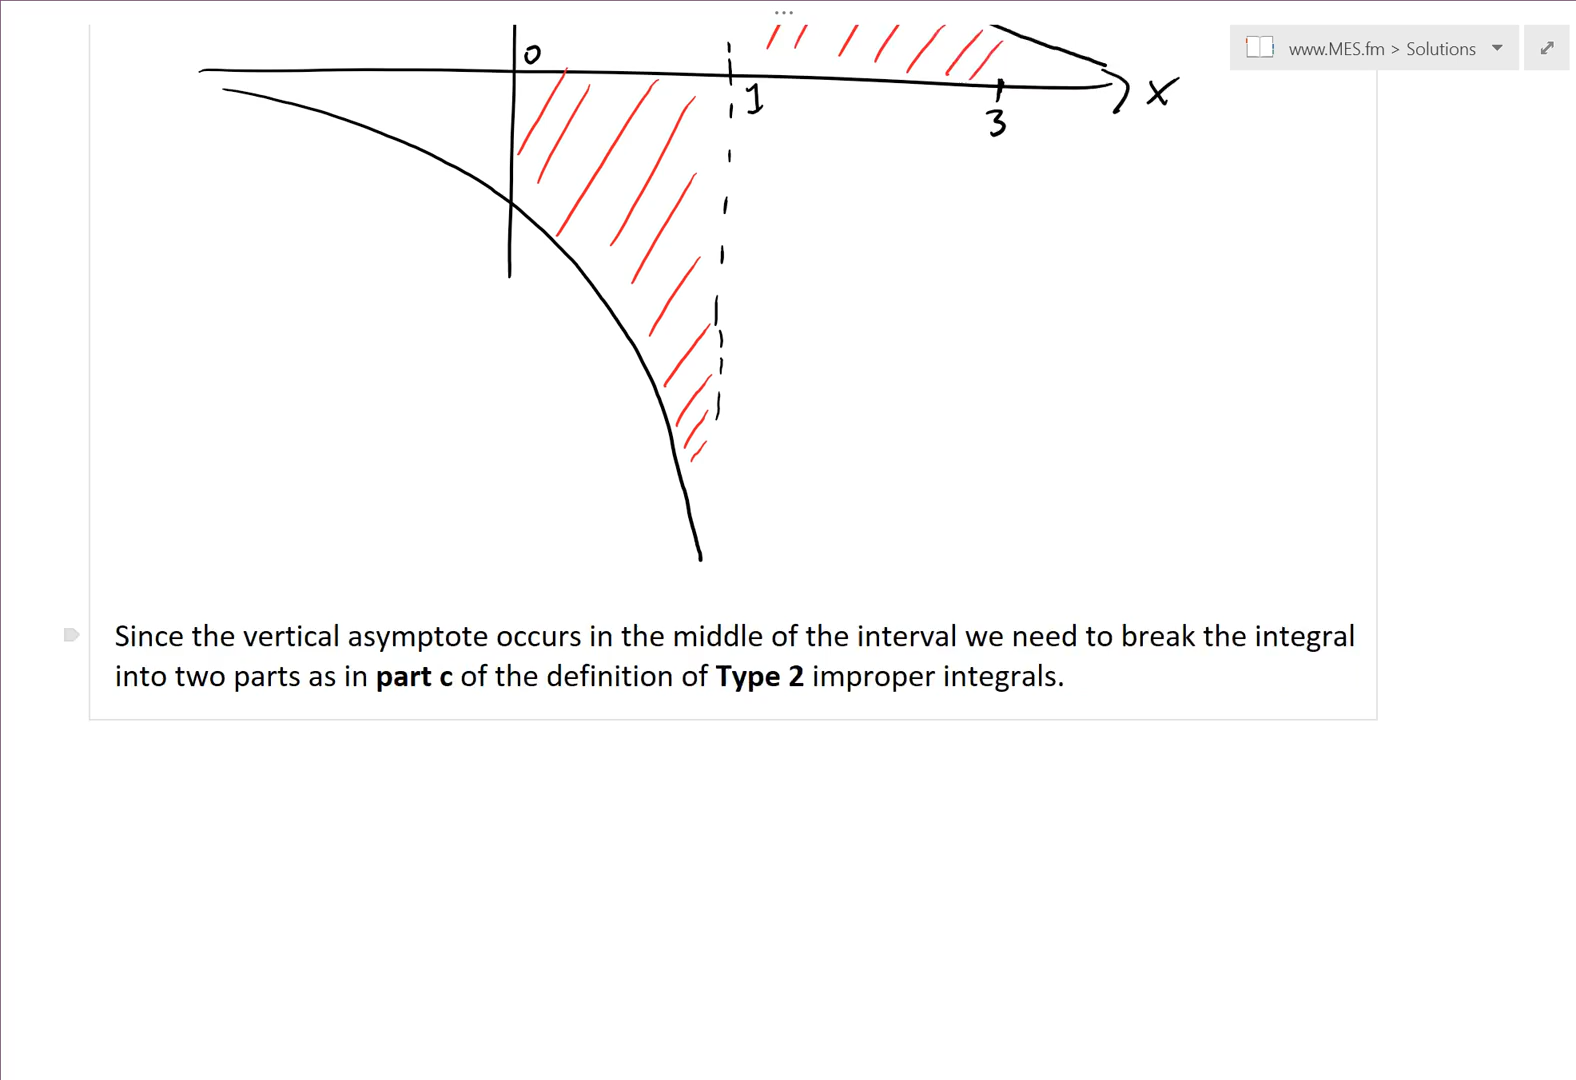 0
www.MES.fm > Solutions
1
3
x
Since the vertical asymptote occurs in the middle of the interval we need to break the integral
into two parts as in part c of the definition of Type 2 improper integrals.